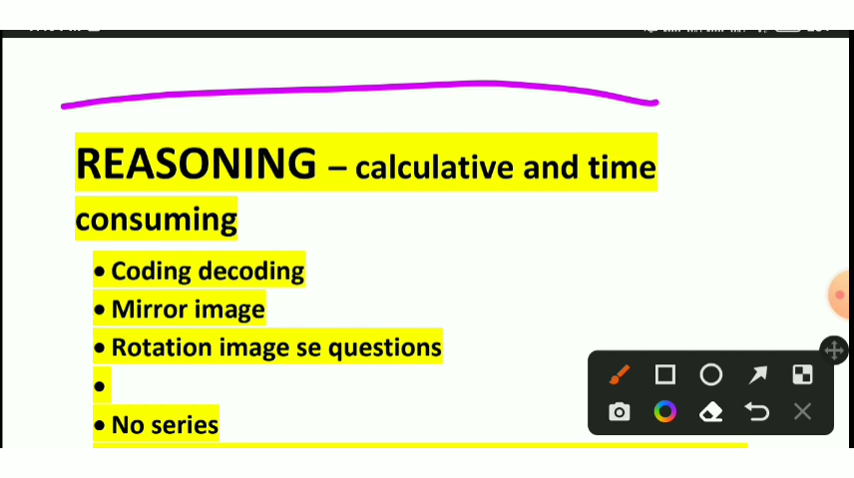 REASONING – calculative and time
consuming
• Coding decoding
• Mirror image
• Rotation image se questions
•
• No series